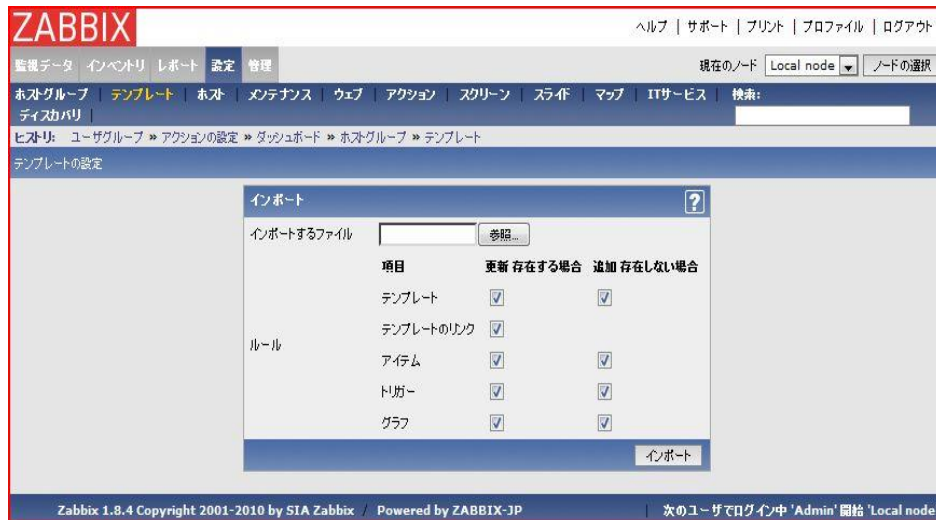 ZABBIX
ヘルプ | サポート | プリント | プロファイル | ログアウト
監視データ インベントリ レポート 設定 管理 現在のノード Local node ノードの選択
ホストグループ | テンプレート | ホスト | メンテナンス | ウェブ | アクション | スクリーン | スライド | マップ | ITサービス | 検索:
ディスカバリ |
ヒストリ: ユーザグループ » アクションの設定 » ダッシュボード » ホストグループ » テンプレート
テンプレートの設定
インポート ?
インポートするファイル 参照...
項目 更新 存在する場合 追加 存在しない場合
テンプレート
テンプレートのリンク
ルール
アイテム
トリガー
グラフ
インポート
Zabbix 1.8.4 Copyright 2001-2010 by SIA Zabbix / Powered by ZABBIX-JP | 次のユーザでログイン中 'Admin' 開始 'Local node